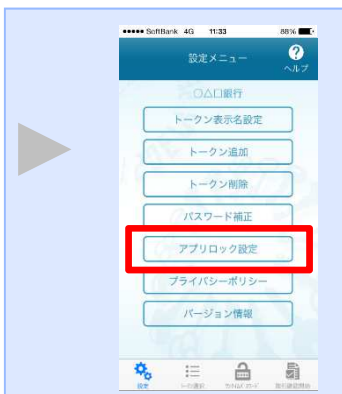 SoftBank 4G 11:33 88%
設定メニュー
?
ヘルプ
○△口銀行
トークン表示名設定
トークン追加
トークン削除
パスワード補正
アプリロック設定
プライバシーポリシー
バージョン情報
設定